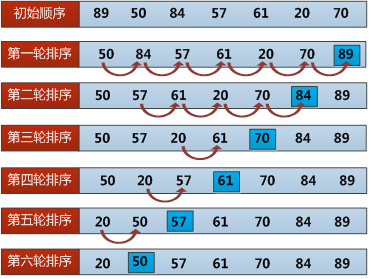 初始顺序 89 50 84 57 61 20 70
第一轮排序 50 84 57 61 20 70 89
第二轮排序 50 57 61 20 70 84 89
第三轮排序 50 57 20 61 70 84 89
第四轮排序 50 20 57 61 70 84 89
第五轮排序 20 50 57 61 70 84 89
第六轮排序 20 50 57 61 70 84 89